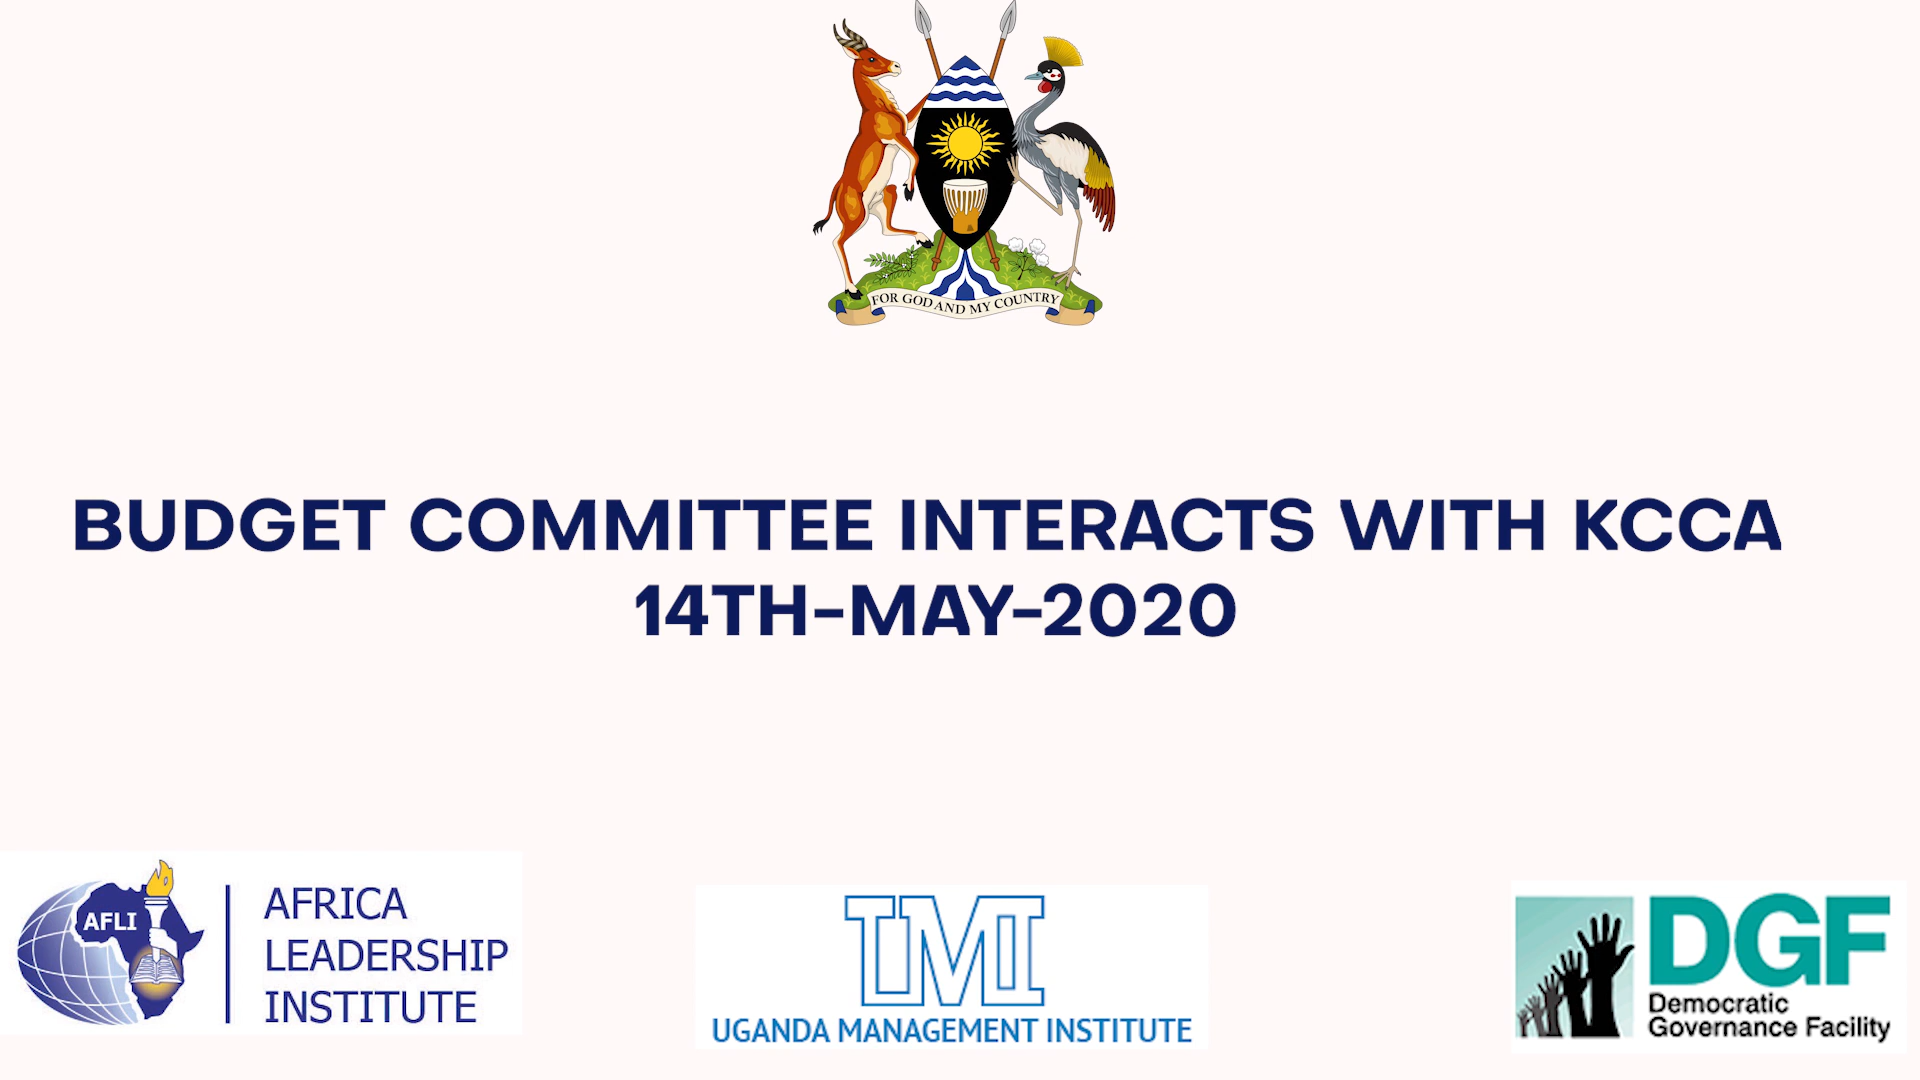 FOR GOD AND MY COUNTRY
BUDGET COMMITTEE INTERACTS WITH KCCA
14TH-MAY-2020
AFLI
AFRICA
LEADERSHIP
INSTITUTE
UMI
UGANDA MANAGEMENT INSTITUTE
DGF
Democratic
Governance Facility